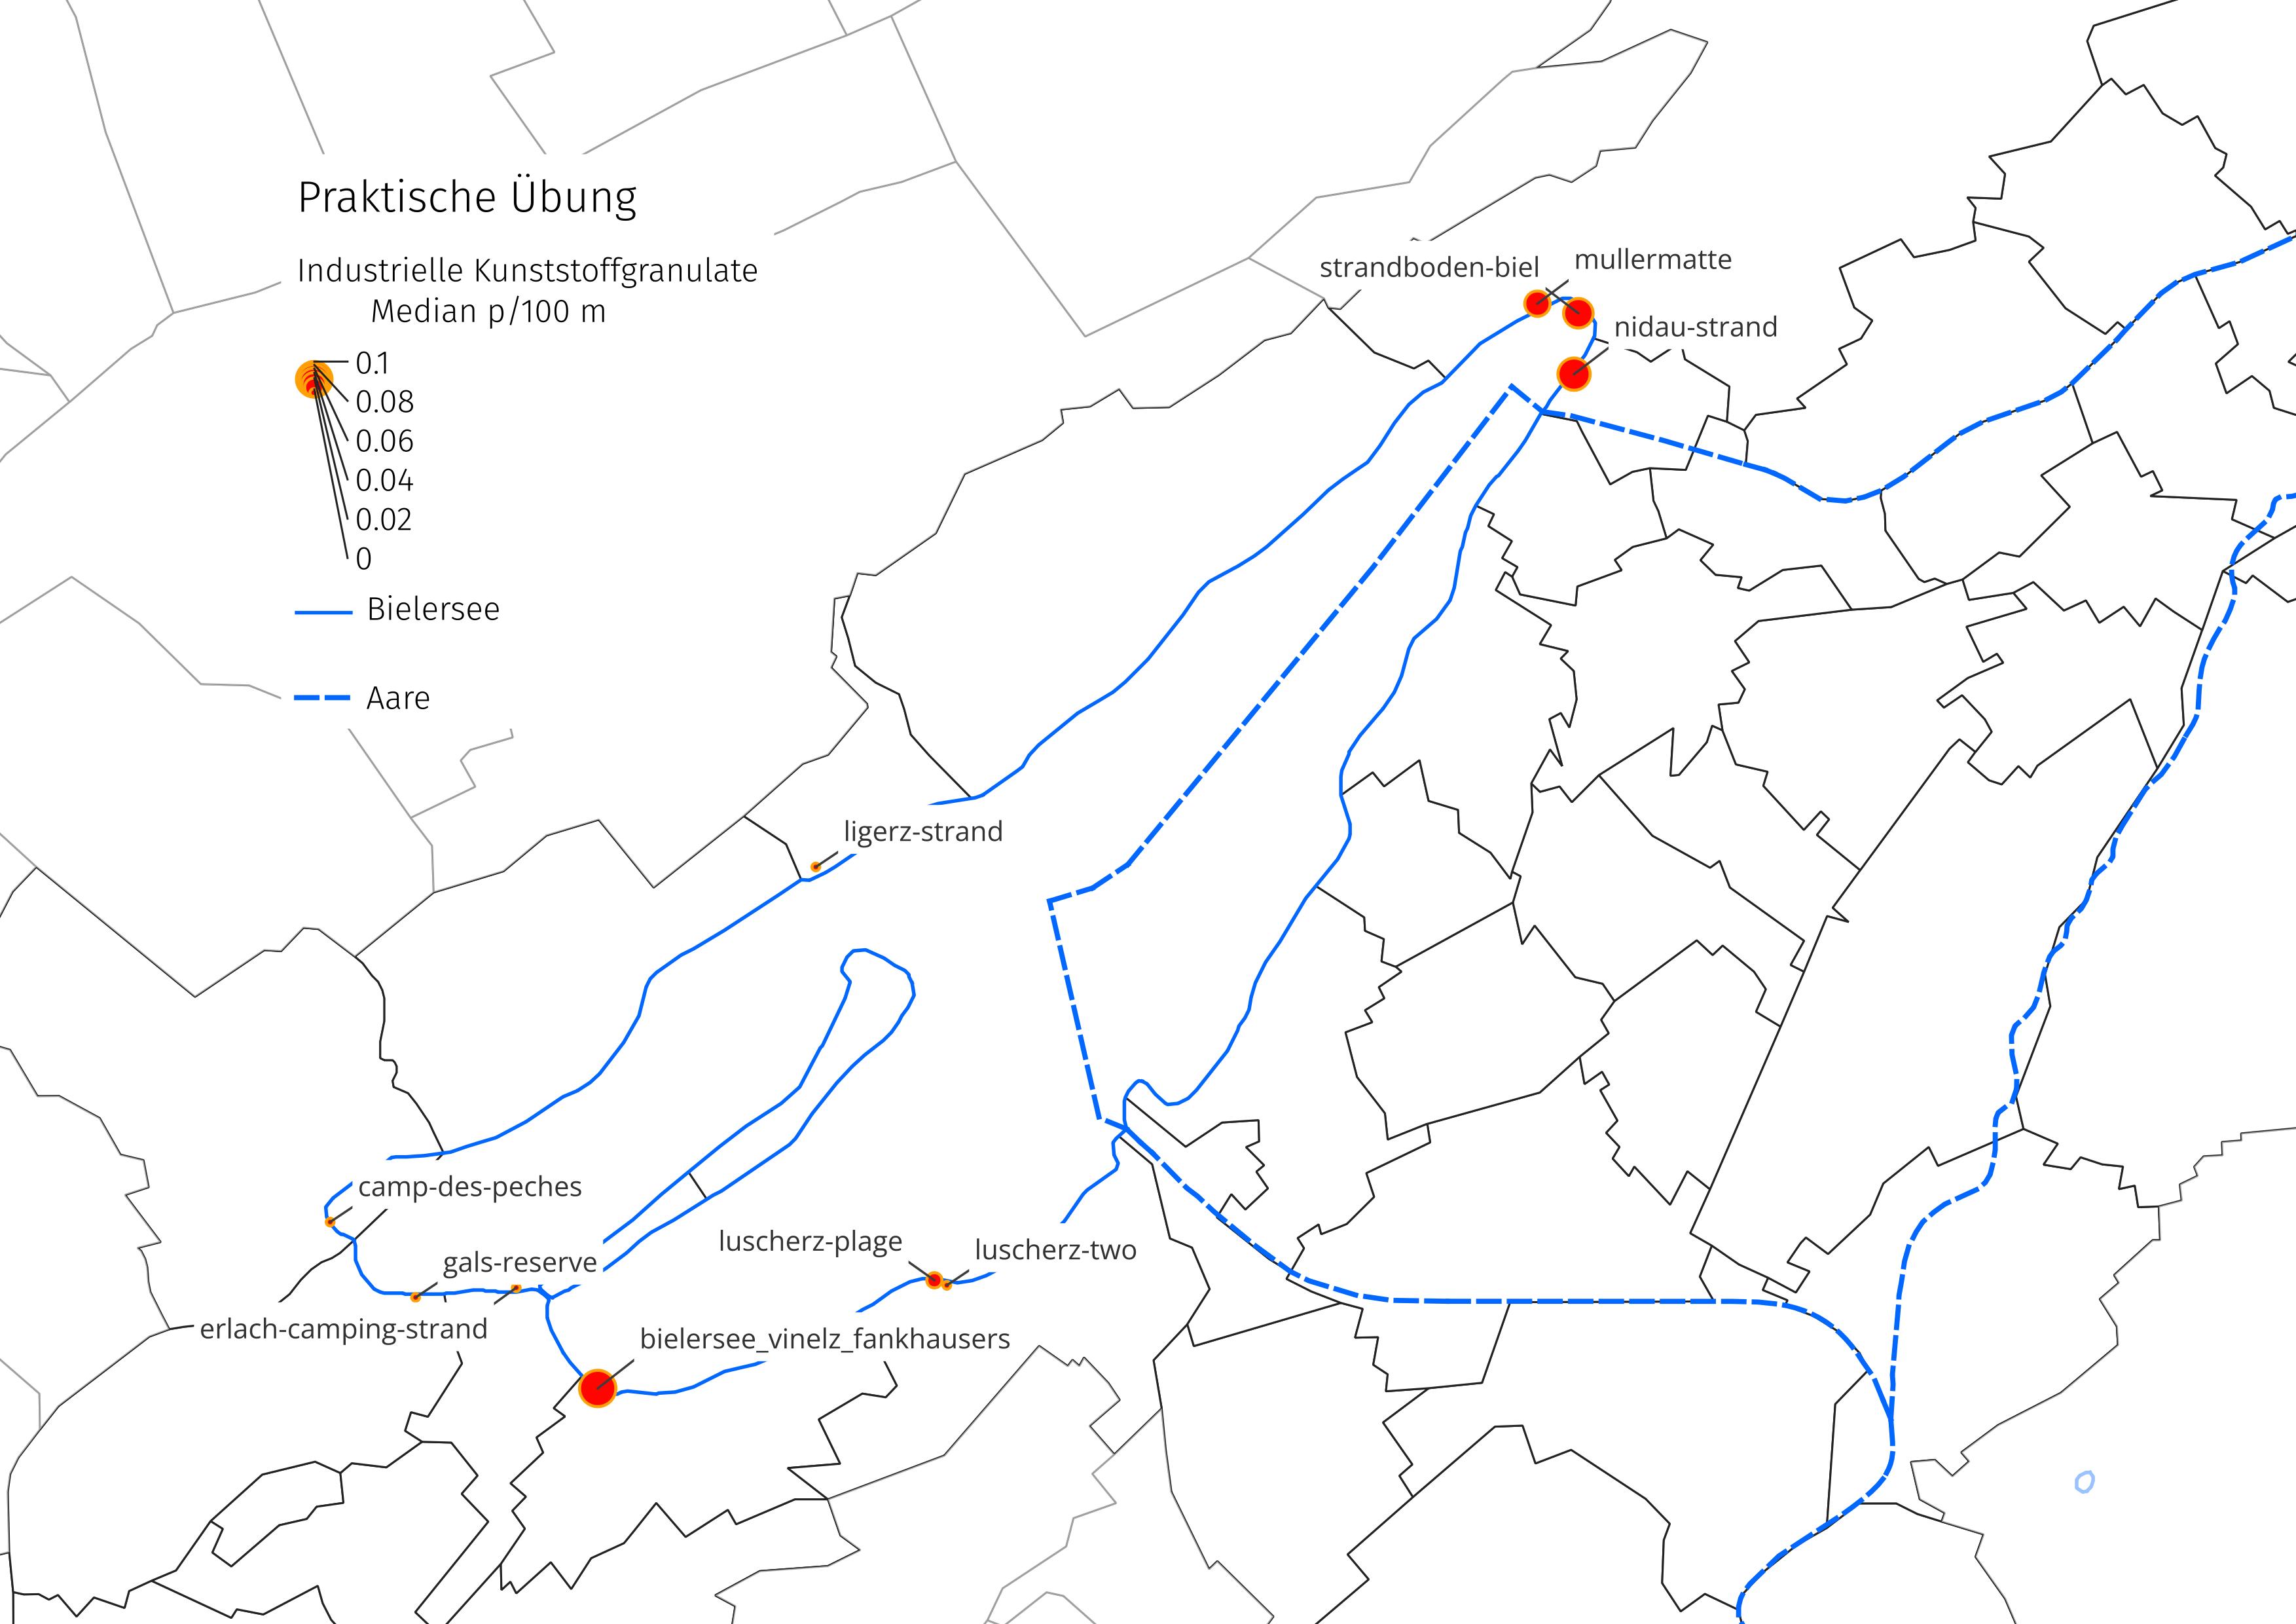 Praktische Übung
Industrielle Kunststoffgranulate
Median p/100 m
0.1
0.08
0.06
0.04
0.02
0
Bielersee
Aare
strandboden-biel
mullermatte
nidau-strand
ligerz-strand
camp-des-peches
gals-reserve
erlach-camping-strand
luscherz-plage
luscherz-two
bielersee_vinelz_fankhausers